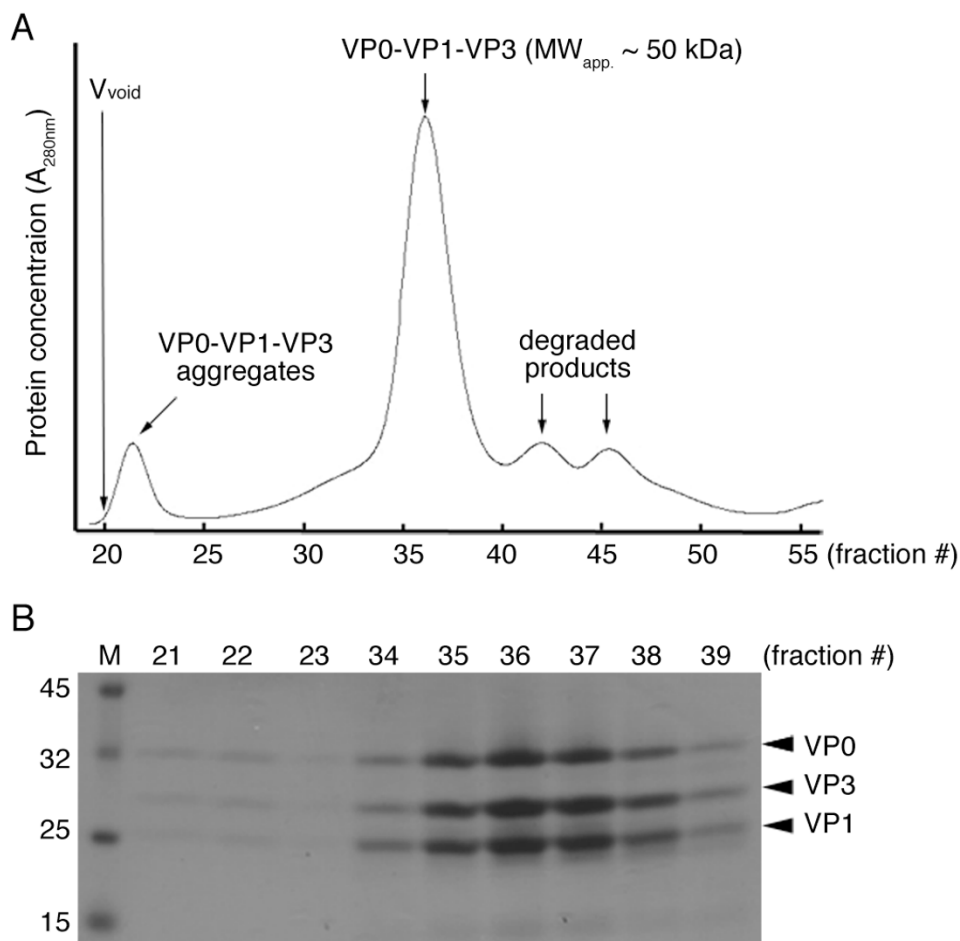 A
VP0-VP1-VP3 (MWapp. ~ 50 kDa)
Vvoid
Protein concentraion (A280nm)
VP0-VP1-VP3
aggregates
degraded
products
20 25 30 35 40 45 50 55 (fraction #)
B
M 21 22 23 34 35 36 37 38 39 (fraction #)
45
32
25
15
VP0
VP3
VP1